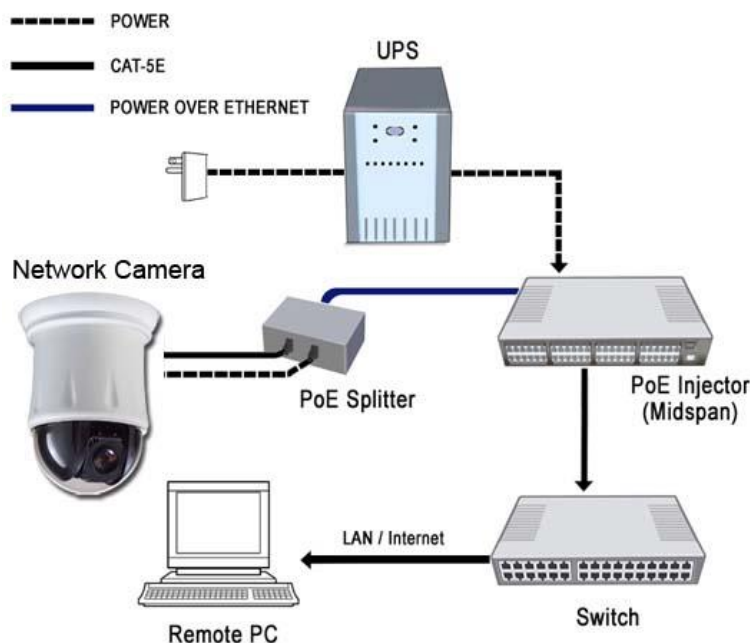 POWER
CAT-5E
POWER OVER ETHERNET
UPS
Network Camera
PoE Splitter
PoE Injector
(Midspan)
LAN / Internet
Remote PC
Switch